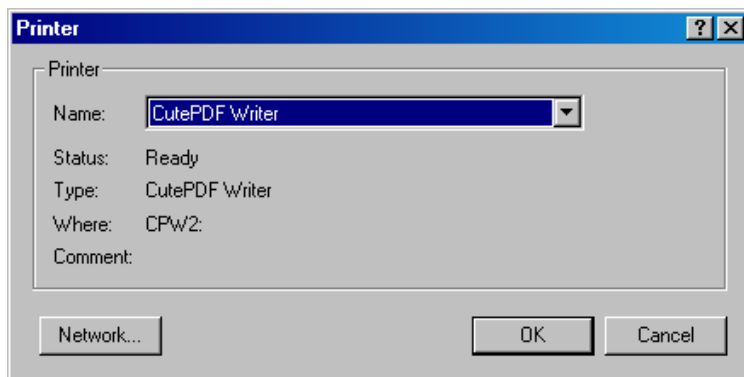 Printer
Printer
Name: CutePDF Writer
Status: Ready
Type: CutePDF Writer
Where: CPW2:
Comment:
Network... OK Cancel